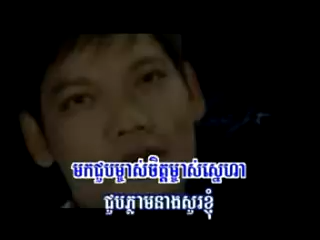 មកជួបម្ចាស់ចិត្តម្ចាស់ស្នេហា
ជួបភ្លាមនាងសួរខ្ញុំ